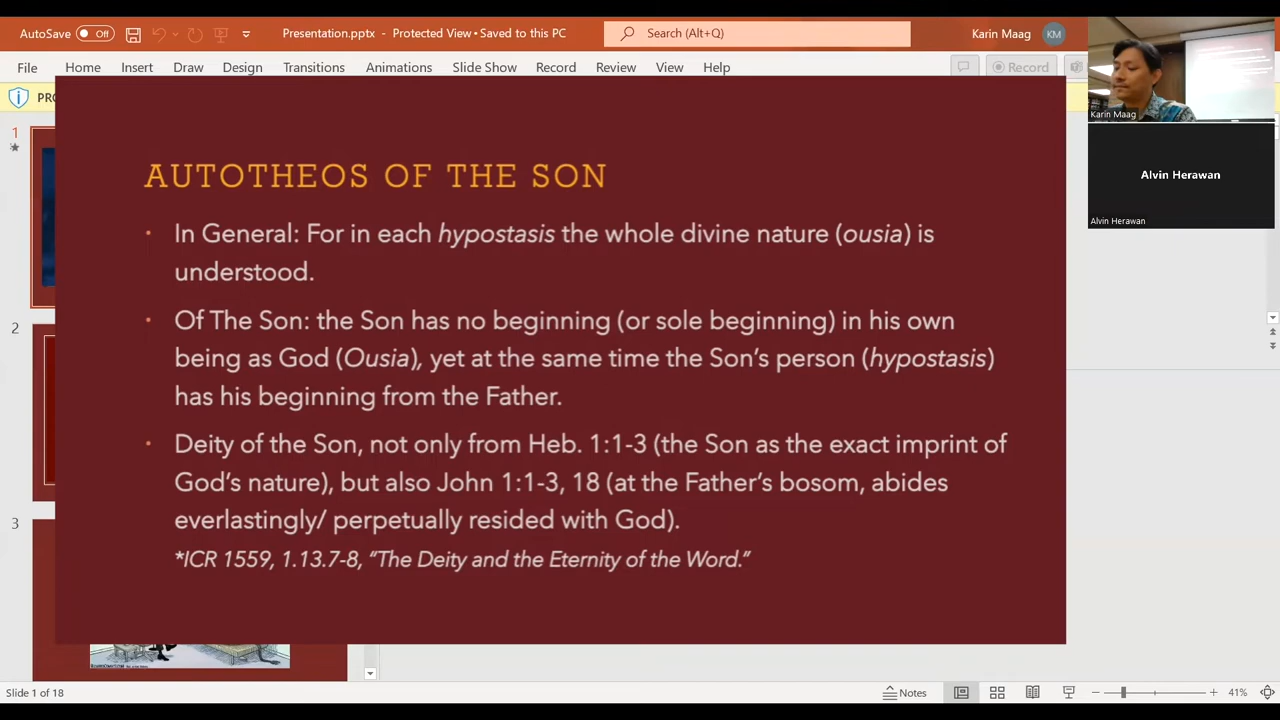 AutoSave Off Presentation.pptx - Protected View • Saved to this PC Search (Alt+Q) Karin Maag KM
File Home Insert Draw Design Transitions Animations Slide Show Record Review View Help Record
AUTOTHEOS OF THE SON
• In General: For in each hypostasis the whole divine nature (ousia) is
understood.
• Of The Son: the Son has no beginning (or sole beginning) in his own
being as God (Ousia), yet at the same time the Son's person (hypostasis)
has his beginning from the Father.
• Deity of the Son, not only from Heb. 1:1-3 (the Son as the exact imprint of
God's nature), but also John 1:1-3, 18 (at the Father's bosom, abides
everlastingly/ perpetually resided with God).
*ICR 1559, 1.13.7-8, “The Deity and the Eternity of the Word.”
1
2
3
Karin Maag
Alvin Herawan
Alvin Herawan
Slide 1 of 18 Notes 41%